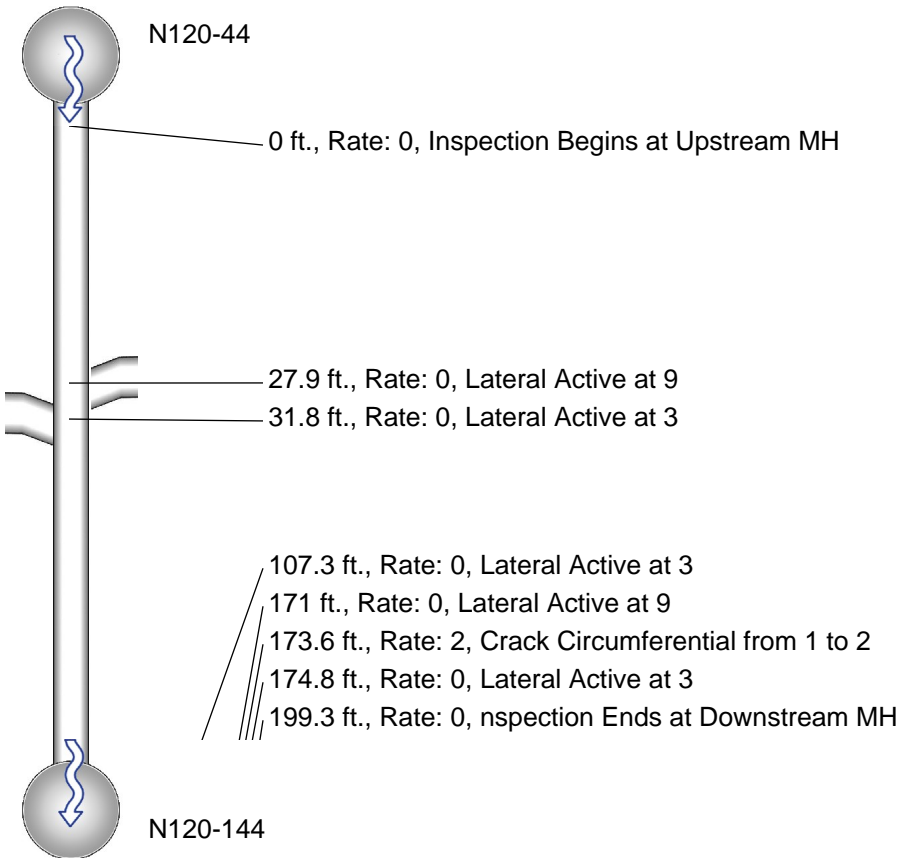 N120-44
0 ft., Rate: 0, Inspection Begins at Upstream MH
27.9 ft., Rate: 0, Lateral Active at 9
31.8 ft., Rate: 0, Lateral Active at 3
107.3 ft., Rate: 0, Lateral Active at 3
171 ft., Rate: 0, Lateral Active at 9
173.6 ft., Rate: 2, Crack Circumferential from 1 to 2
174.8 ft., Rate: 0, Lateral Active at 3
199.3 ft., Rate: 0, nspection Ends at Downstream MH
N120-144